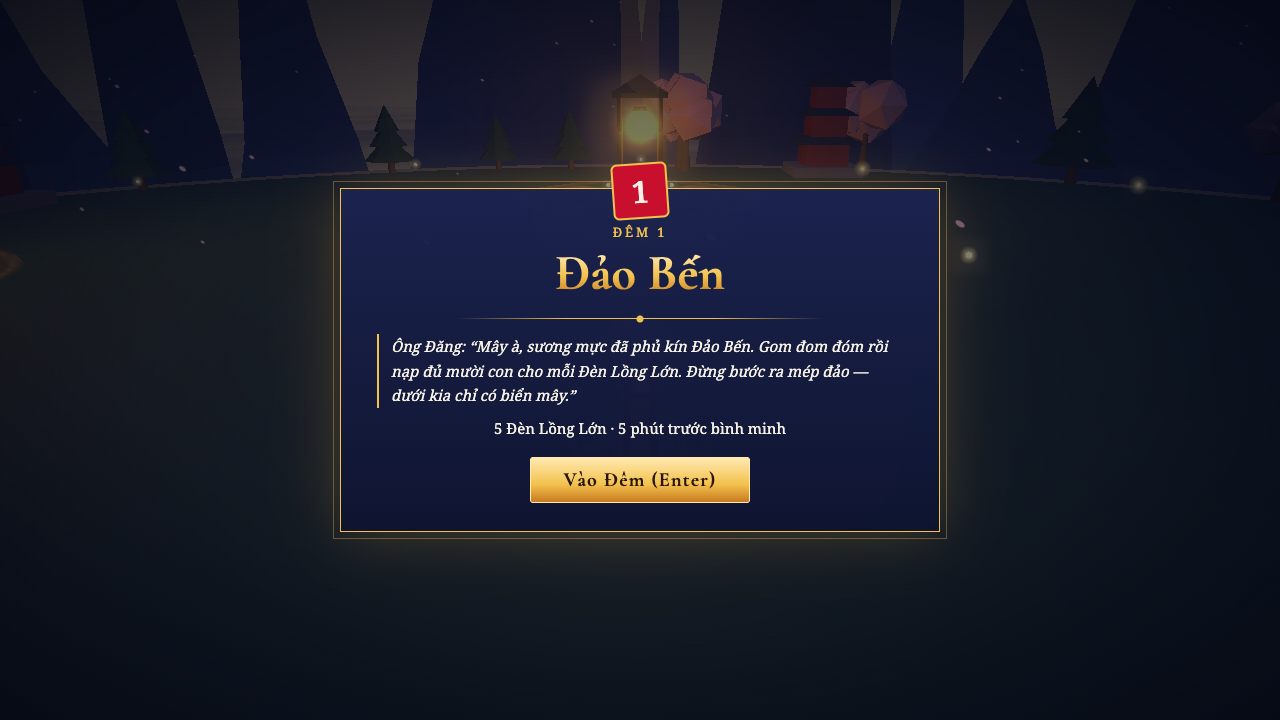 1
ĐÊM 1
Đảo Bến
Ông Đăng: “Mây à, sương mực đã phủ kín Đảo Bến. Gom đom đóm rồi
nạp đủ mười con cho mỗi Đèn Lồng Lớn. Đừng bước ra mép đảo —
dưới kia chỉ có biển mây.”
5 Đèn Lồng Lớn · 5 phút trước bình minh
Vào Đêm (Enter)